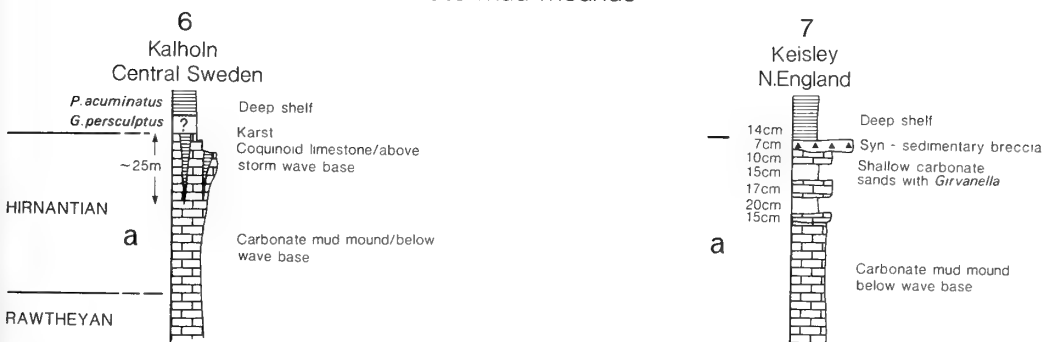 6
Kalholn
Central Sweden
P. acuminatus
G. persculptus
?
Deep shelf
Karst
Coquinoid limestone/above
storm wave base
~25m
HIRNANTIAN
a
Carbonate mud mound/below
wave base
RAWTHEYAN
7
Keisley
N.England
14cm
7cm
10cm
15cm
17cm
20cm
15cm
Deep shelf
Syn - sedimentary breccia
Shallow carbonate
sands with Girvanella
a
Carbonate mud mound
below wave base